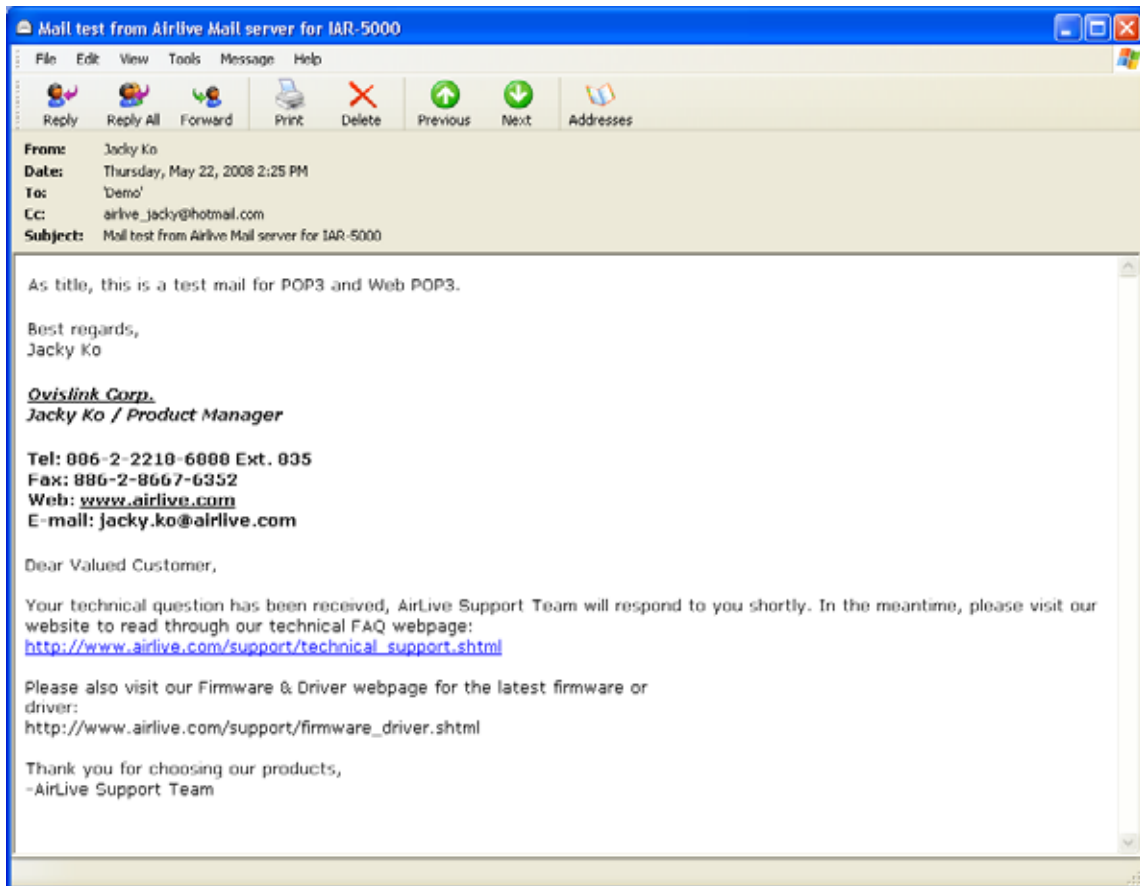 Mail test from Airlive Mail server for IAR-5000
File Edit View Tools Message Help
Reply Reply All Forward Print Delete Previous Next Addresses
From: Jacky Ko
Date: Thursday, May 22, 2008 2:25 PM
To: 'Demo'
Cc: airlive_jacky@hotmail.com
Subject: Mail test from Airlive Mail server for IAR-5000
As title, this is a test mail for POP3 and Web POP3.
Best regards,
Jacky Ko
Ovislink Corp.
Jacky Ko / Product Manager
Tel: 886-2-2218-6888 Ext. 835
Fax: 886-2-8667-6352
Web: www.airlive.com
E-mail: jacky.ko@airlive.com
Dear Valued Customer,
Your technical question has been received, AirLive Support Team will respond to you shortly. In the meantime, please visit our
website to read through our technical FAQ webpage:
http://www.airlive.com/support/technical_support.shtml
Please also visit our Firmware & Driver webpage for the latest firmware or
driver:
http://www.airlive.com/support/firmware_driver.shtml
Thank you for choosing our products,
-AirLive Support Team